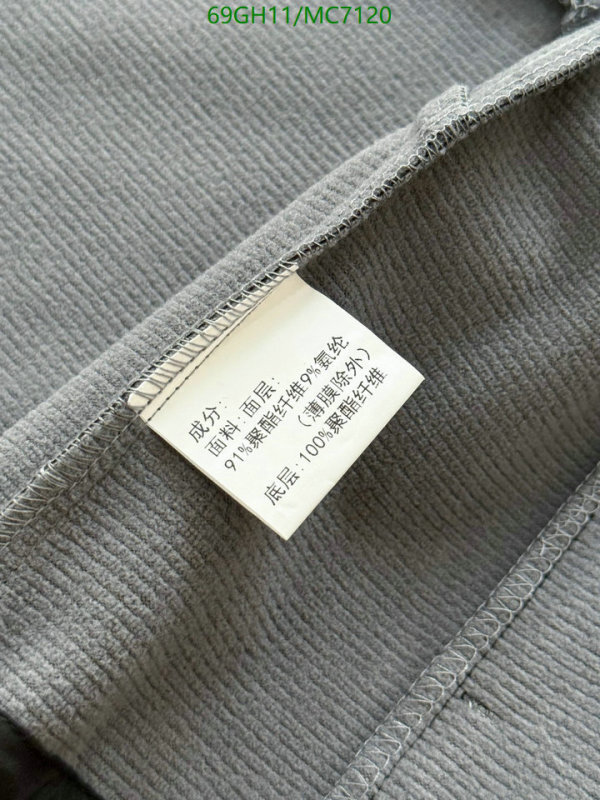 69GH11/MC7120
成分:
面料:面层:
91%聚酯纤维9%氨纶
(薄膜除外)
底层:100%聚酯纤维